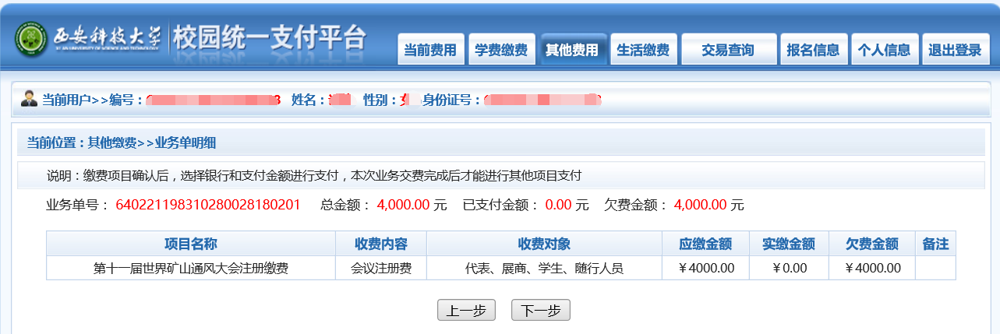 西安科技大学 校园统一支付平台
XI'AN UNIVERSITY OF SCIENCE AND TECHNOLOGY
当前费用 学费缴费 其他费用 生活缴费 交易查询 报名信息 个人信息 退出登录
当前用户>>编号： 姓名： 性别： 身份证号：
当前位置：其他缴费>>业务单明细
说明：缴费项目确认后，选择银行和支付金额进行支付，本次业务交费完成后才能进行其他项目支付
业务单号： 640221198310280028180201 总金额： 4,000.00 元 已支付金额： 0.00 元 欠费金额： 4,000.00 元
项目名称 收费内容 收费对象 应缴金额 实缴金额 欠费金额 备注
第十一届世界矿山通风大会注册缴费 会议注册费 代表、展商、学生、随行人员 ￥4000.00 ￥0.00 ￥4000.00
上一步 下一步